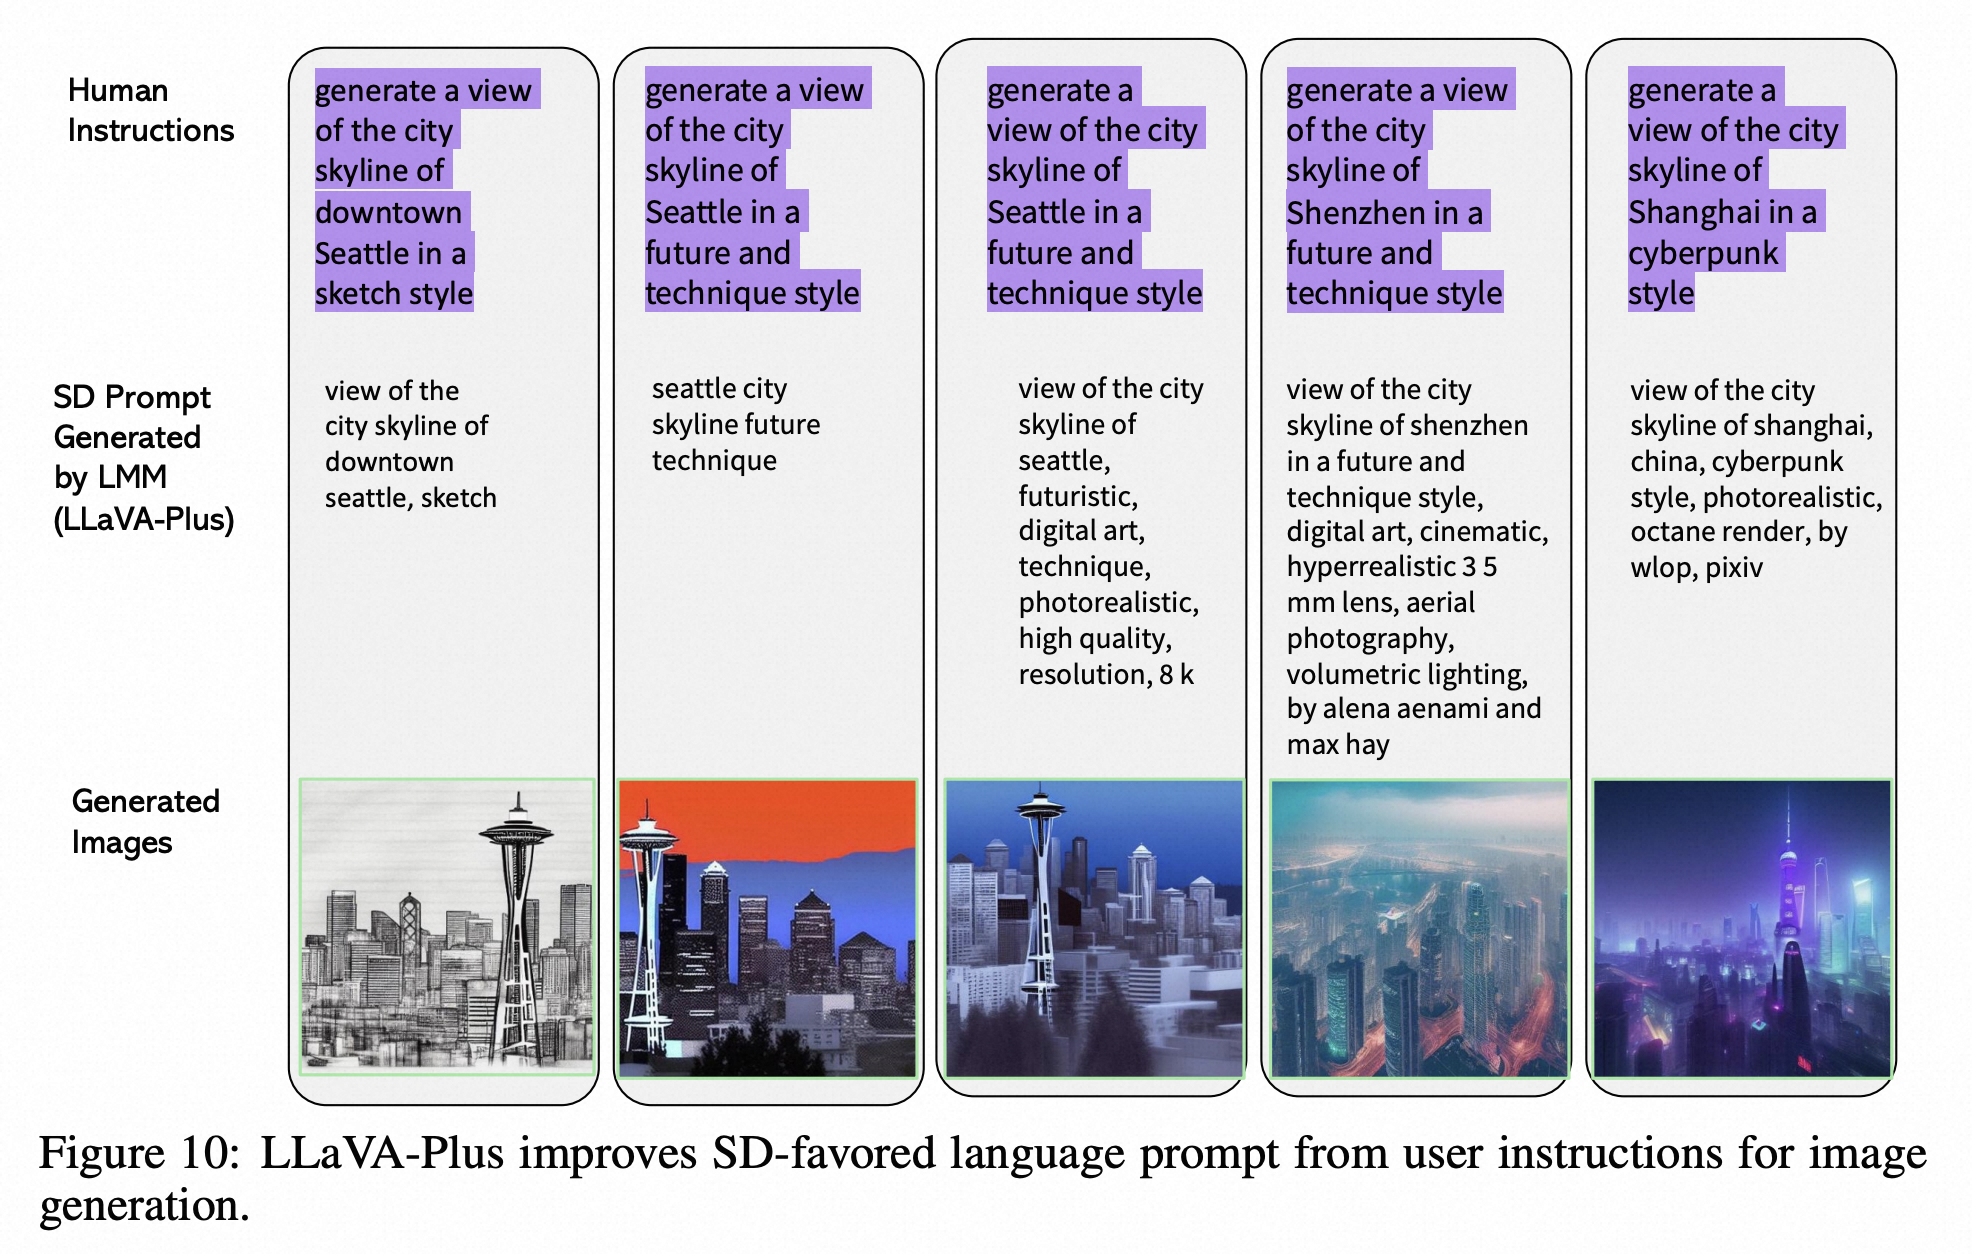 Human
Instructions
generate a view
of the city
skyline of
downtown
Seattle in a
sketch style
generate a view
of the city
skyline of
Seattle in a
future and
technique style
generate a
view of the city
skyline of
Seattle in a
future and
technique style
generate a view
of the city
skyline of
Shenzhen in a
future and
technique style
generate a
view of the city
skyline of
Shanghai in a
cyberpunk
style
SD Prompt
Generated
by LMM
(LLaVA-Plus)
view of the
city skyline of
downtown
seattle, sketch
seattle city
skyline future
technique
view of the city
skyline of
seattle,
futuristic,
digital art,
technique,
photorealistic,
high quality,
resolution, 8 k
view of the city
skyline of shenzhen
in a future and
technique style,
digital art, cinematic,
hyperrealistic 3 5
mm lens, aerial
photography,
volumetric lighting,
by alena aenami and
max hay
view of the city
skyline of shanghai,
china, cyberpunk
style, photorealistic,
octane render, by
wlop, pixiv
Generated
Images
Figure 10: LLaVA-Plus improves SD-favored language prompt from user instructions for image
generation.